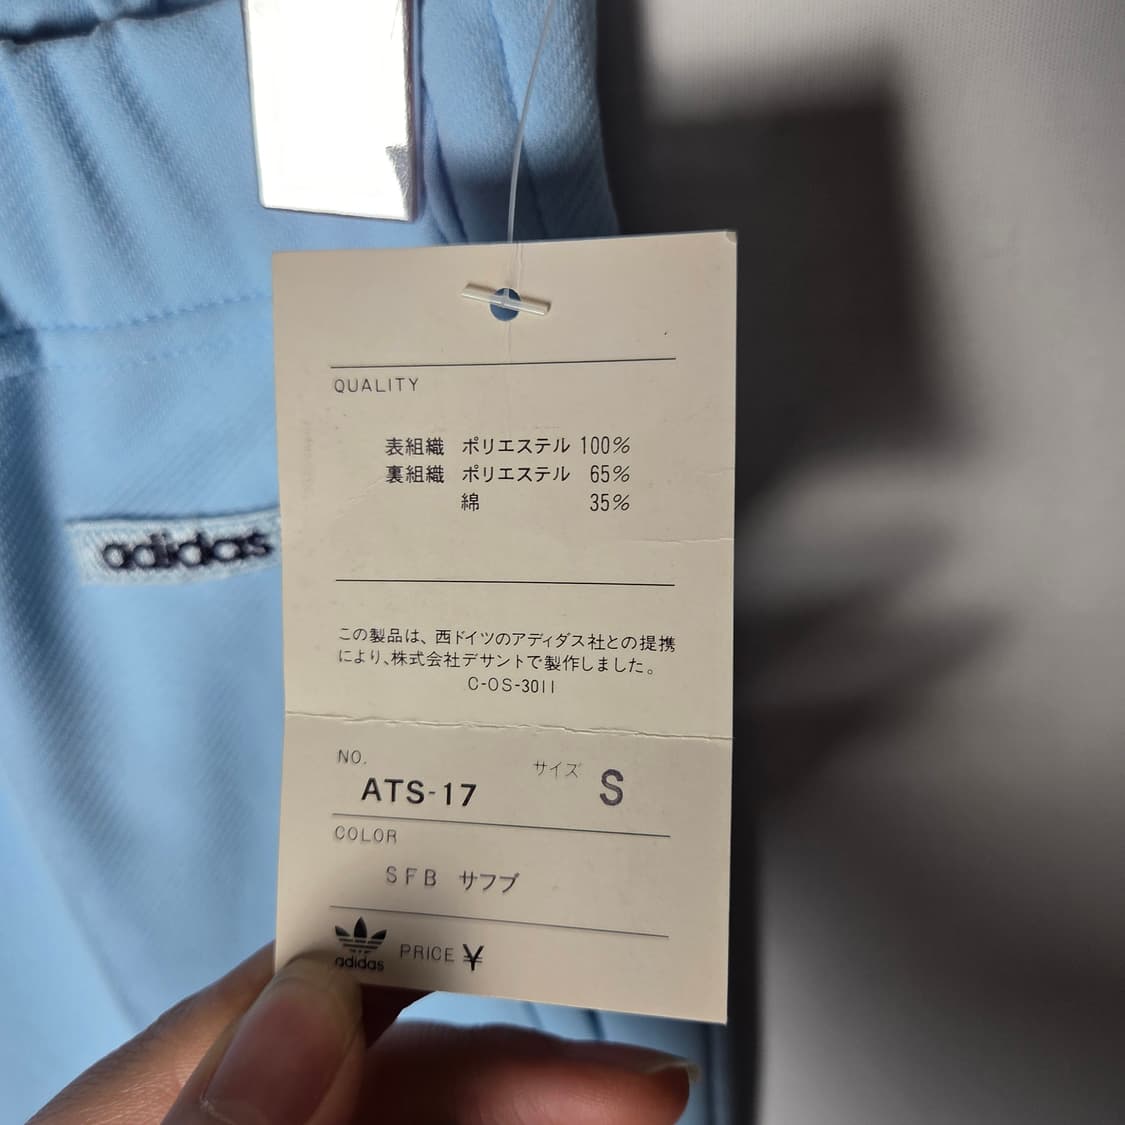 QUALITY
表組織 ポリエステル 100%
裏組織 ポリエステル 65%
綿 35%
adidas
この製品は、西ドイツのアディダス社との提携
により、株式会社デサントで製作しました。
C-OS-3011
NO.
ATS-17 サイズ S
COLOR
SFB サフブ
adidas PRICE ¥